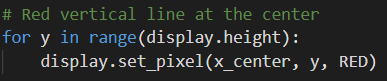 # Red vertical line at the center
for y in range(display.height):
    display.set_pixel(x_center, y, RED)